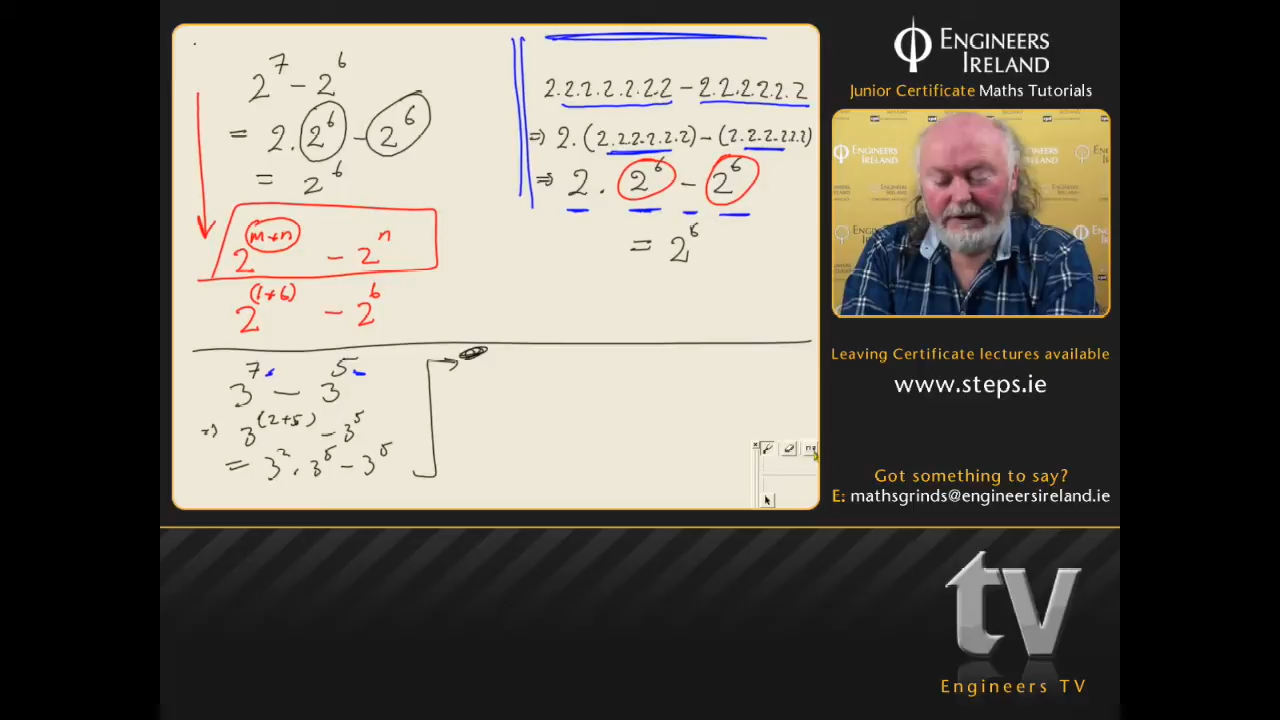 2^7 - 2^6
= 2 . 2^6 - 2^6
= 2^6
2^(m+n) - 2^n
2^(1+6) - 2^6
2.2.2.2.2.2.2 - 2.2.2.2.2.2
⇒ 2.(2.2.2.2.2.2) - (2.2.2.2.2.2)
⇒ 2 . 2^6 - 2^6
= 2^6
3^7 - 3^5
⇒ 3^(2+5) - 3^5
= 3^2 . 3^5 - 3^5
ENGINEERS
IRELAND
Junior Certificate Maths Tutorials
Leaving Certificate lectures available
www.steps.ie
Got something to say?
E: mathsgrinds@engineersireland.ie
tv
Engineers TV